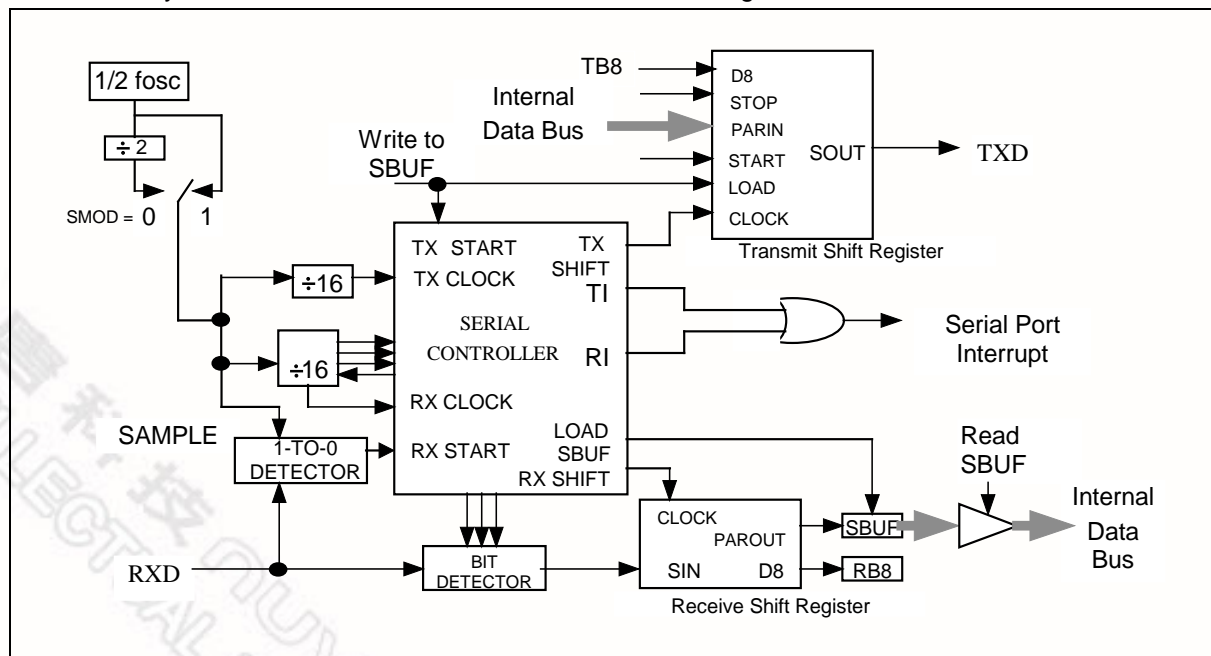 1/2 fosc
÷ 2
SMOD = 0 1
Write to
SBUF
TB8
Internal
Data Bus
D8
STOP
PARIN
START
LOAD
CLOCK
SOUT
TXD
Transmit Shift Register
÷16
÷16
TX START
TX CLOCK
SERIAL
CONTROLLER
RX CLOCK
RX START
TX
SHIFT
TI
RI
LOAD
SBUF
RX SHIFT
Serial Port
Interrupt
SAMPLE
1-TO-0
DETECTOR
RXD
BIT
DETECTOR
CLOCK
PAROUT
SIN
D8
Receive Shift Register
SBUF
RB8
Read
SBUF
Internal
Data
Bus
科
技